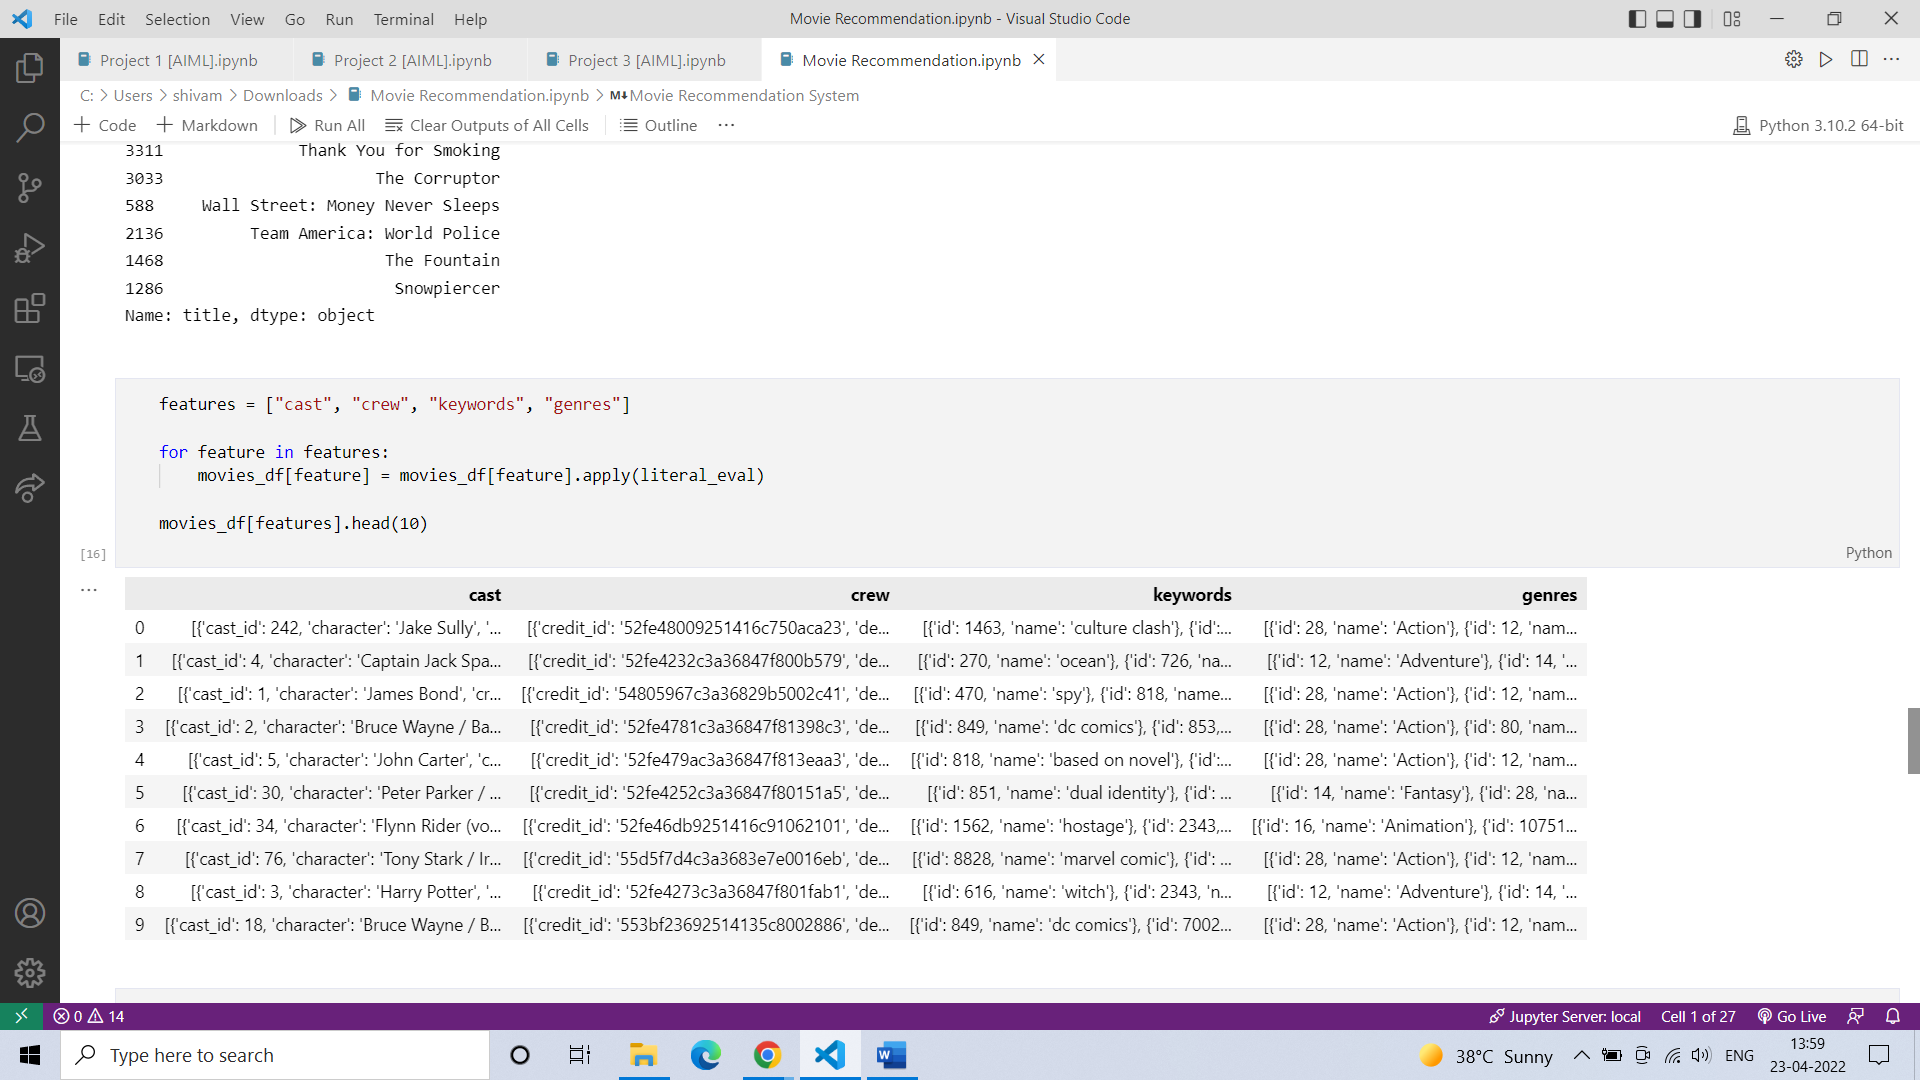 File Edit Selection View Go Run Terminal Help
Movie Recommendation.ipynb - Visual Studio Code
Project 1 [AIML].ipynb
Project 2 [AIML].ipynb
Project 3 [AIML].ipynb
Movie Recommendation.ipynb
C: > Users > shivam > Downloads > Movie Recommendation.ipynb > M↓Movie Recommendation System
+ Code + Markdown Run All Clear Outputs of All Cells Outline ...
Python 3.10.2 64-bit
3311 Thank You for Smoking
3033 The Corruptor
588 Wall Street: Money Never Sleeps
2136 Team America: World Police
1468 The Fountain
1286 Snowpiercer
Name: title, dtype: object
features = ["cast", "crew", "keywords", "genres"]
for feature in features:
movies_df[feature] = movies_df[feature].apply(literal_eval)
movies_df[features].head(10)
[16]
Python
...
cast crew keywords genres
0 [{'cast_id': 242, 'character': 'Jake Sully', '... [{'credit_id': '52fe48009251416c750aca23', 'de... [{'id': 1463, 'name': 'culture clash'}, {'id':... [{'id': 28, 'name': 'Action'}, {'id': 12, 'nam...
1 [{'cast_id': 4, 'character': 'Captain Jack Spa... [{'credit_id': '52fe4232c3a36847f800b579', 'de... [{'id': 270, 'name': 'ocean'}, {'id': 726, 'na... [{'id': 12, 'name': 'Adventure'}, {'id': 14, '...
2 [{'cast_id': 1, 'character': 'James Bond', 'cr... [{'credit_id': '54805967c3a36829b5002c41', 'de... [{'id': 470, 'name': 'spy'}, {'id': 818, 'name... [{'id': 28, 'name': 'Action'}, {'id': 12, 'nam...
3 [{'cast_id': 2, 'character': 'Bruce Wayne / Ba... [{'credit_id': '52fe4781c3a36847f81398c3', 'de... [{'id': 849, 'name': 'dc comics'}, {'id': 853,... [{'id': 28, 'name': 'Action'}, {'id': 80, 'nam...
4 [{'cast_id': 5, 'character': 'John Carter', 'c... [{'credit_id': '52fe479ac3a36847f813eaa3', 'de... [{'id': 818, 'name': 'based on novel'}, {'id':... [{'id': 28, 'name': 'Action'}, {'id': 12, 'nam...
5 [{'cast_id': 30, 'character': 'Peter Parker / ... [{'credit_id': '52fe4252c3a36847f80151a5', 'de... [{'id': 851, 'name': 'dual identity'}, {'id': ... [{'id': 14, 'name': 'Fantasy'}, {'id': 28, 'na...
6 [{'cast_id': 34, 'character': 'Flynn Rider (vo... [{'credit_id': '52fe46db9251416c91062101', 'de... [{'id': 1562, 'name': 'hostage'}, {'id': 2343,... [{'id': 16, 'name': 'Animation'}, {'id': 10751...
7 [{'cast_id': 76, 'character': 'Tony Stark / Ir... [{'credit_id': '55d5f7d4c3a3683e7e0016eb', 'de... [{'id': 8828, 'name': 'marvel comic'}, {'id': ... [{'id': 28, 'name': 'Action'}, {'id': 12, 'nam...
8 [{'cast_id': 3, 'character': 'Harry Potter', '... [{'credit_id': '52fe4273c3a36847f801fab1', 'de... [{'id': 616, 'name': 'witch'}, {'id': 2343, 'n... [{'id': 12, 'name': 'Adventure'}, {'id': 14, '...
9 [{'cast_id': 18, 'character': 'Bruce Wayne / B... [{'credit_id': '553bf23692514135c8002886', 'de... [{'id': 849, 'name': 'dc comics'}, {'id': 7002... [{'id': 28, 'name': 'Action'}, {'id': 12, 'nam...
0 14
Jupyter Server: local Cell 1 of 27 Go Live
Type here to search
38°C Sunny
ENG
13:59
23-04-2022